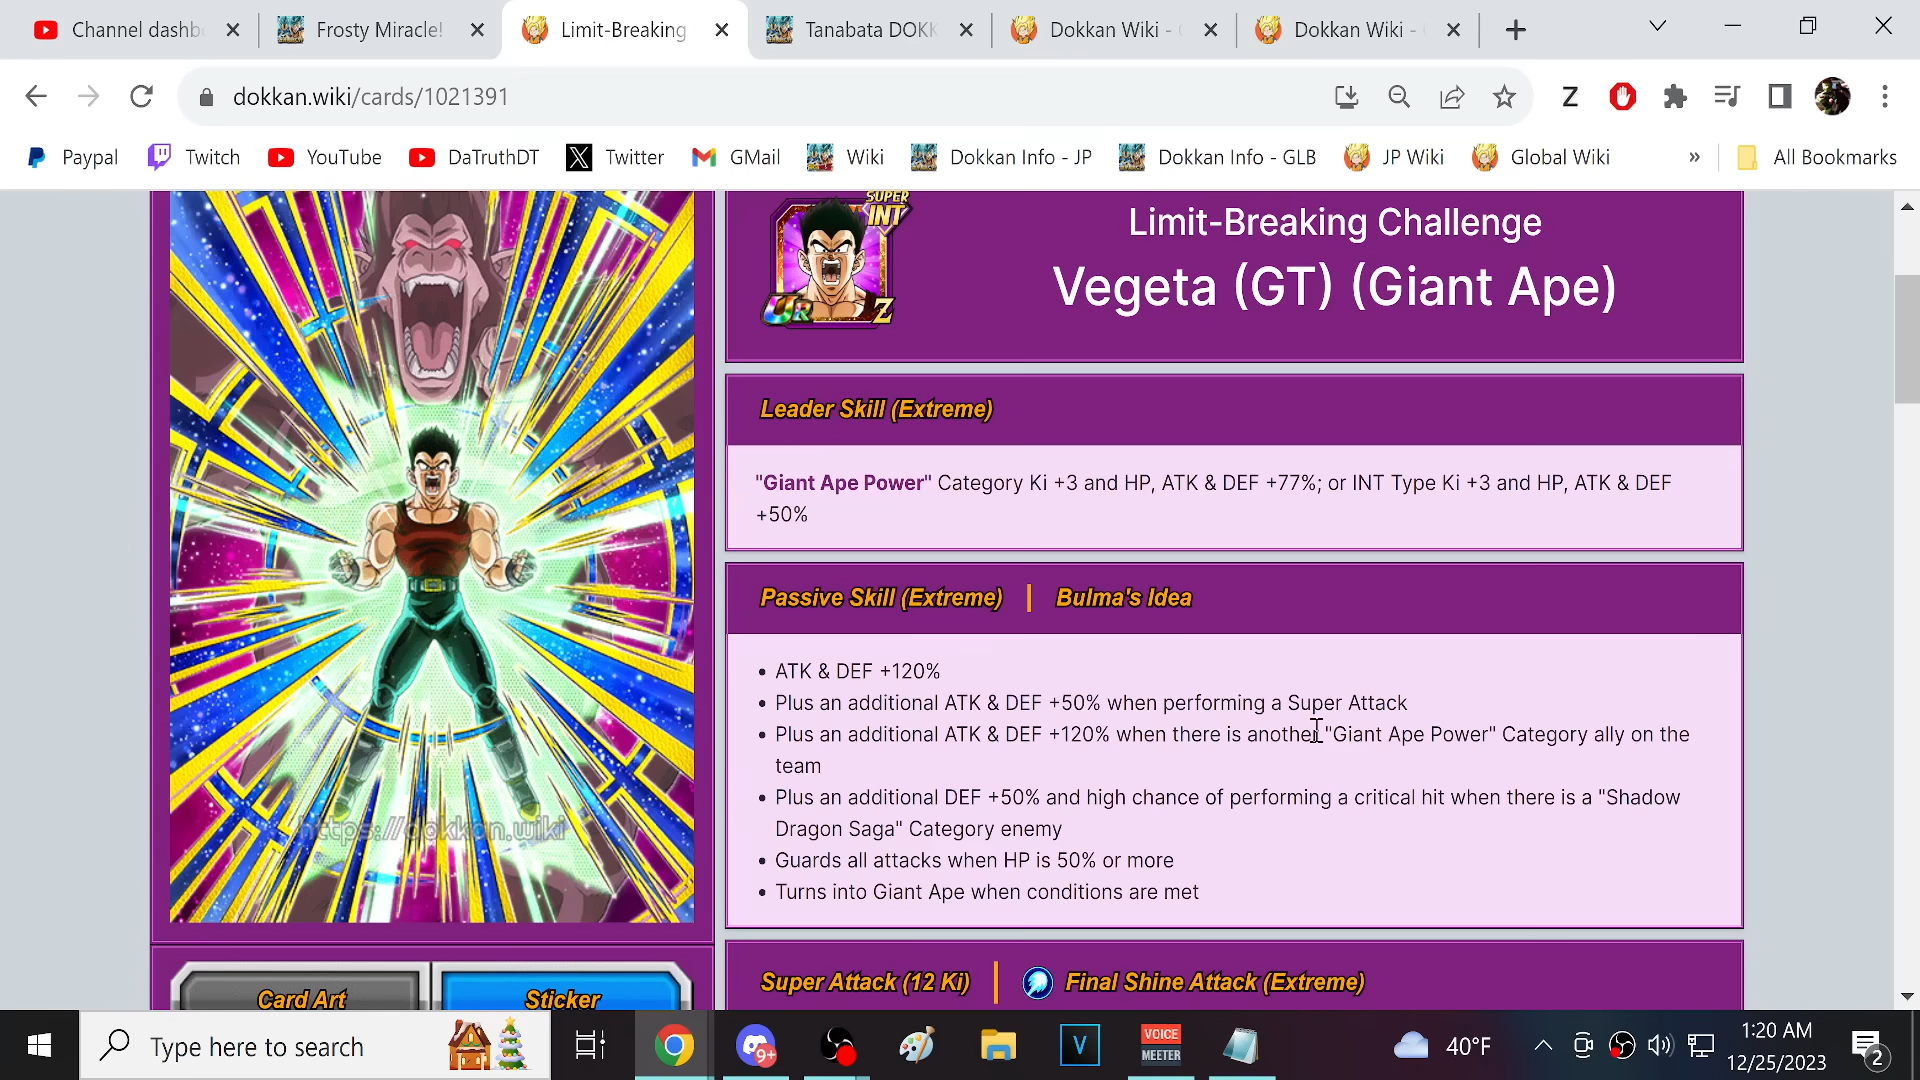 Channel dashb
Frosty Miracle!
Limit-Breaking
Tanabata DOKK
Dokkan Wiki -
Dokkan Wiki -
dokkan.wiki/cards/1021391
Z
Paypal
Twitch
YouTube
DaTruthDT
Twitter
GMail
Wiki
Dokkan Info - JP
Dokkan Info - GLB
JP Wiki
Global Wiki
»
All Bookmarks
SUPER
INT
UR
Z
Limit-Breaking Challenge
Vegeta (GT) (Giant Ape)
Leader Skill (Extreme)
"Giant Ape Power" Category Ki +3 and HP, ATK & DEF +77%; or INT Type Ki +3 and HP, ATK & DEF
+50%
Passive Skill (Extreme) | Bulma's Idea
• ATK & DEF +120%
• Plus an additional ATK & DEF +50% when performing a Super Attack
• Plus an additional ATK & DEF +120% when there is another "Giant Ape Power" Category ally on the
team
• Plus an additional DEF +50% and high chance of performing a critical hit when there is a "Shadow
Dragon Saga" Category enemy
• Guards all attacks when HP is 50% or more
• Turns into Giant Ape when conditions are met
https://dokkan.wiki
Super Attack (12 Ki) | Final Shine Attack (Extreme)
Card Art
Sticker
Type here to search
9+
V
VOICE
MEETER
40°F
1:20 AM
12/25/2023
2